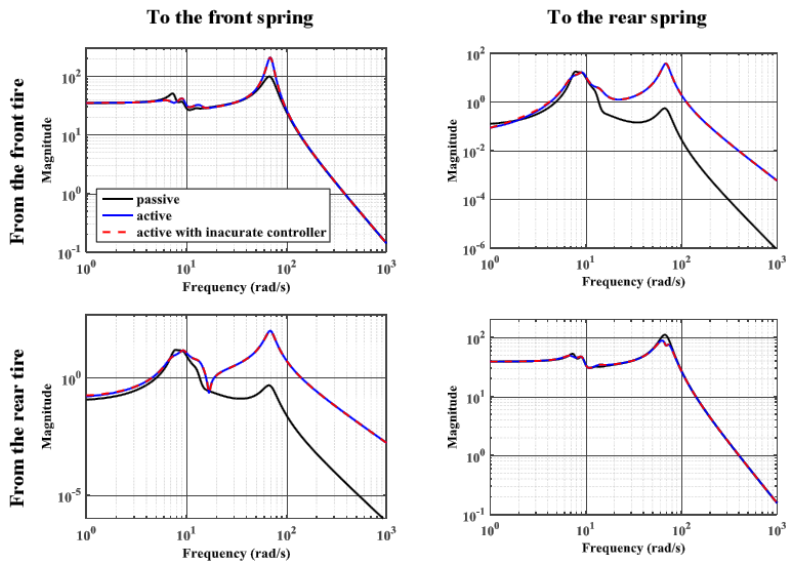 To the front spring
To the rear spring
From the front tire
Magnitude
10^2
10^1
10^0
10^-1
passive
active
active with inacurate controller
10^0
10^1
10^2
10^3
Frequency (rad/s)
Magnitude
10^2
10^0
10^-2
10^-4
10^-6
10^0
10^1
10^2
10^3
Frequency (rad/s)
From the rear tire
Magnitude
10^0
10^-5
10^0
10^1
10^2
10^3
Frequency (rad/s)
Magnitude
10^2
10^1
10^0
10^-1
10^0
10^1
10^2
10^3
Frequency (rad/s)